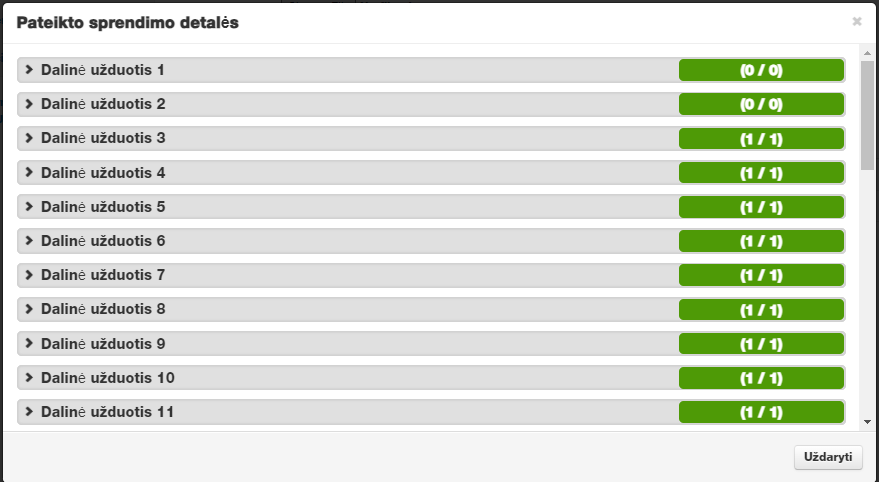 Pateikto sprendimo detalės
×
Dalinė užduotis 1 (0 / 0)
Dalinė užduotis 2 (0 / 0)
Dalinė užduotis 3 (1 / 1)
Dalinė užduotis 4 (1 / 1)
Dalinė užduotis 5 (1 / 1)
Dalinė užduotis 6 (1 / 1)
Dalinė užduotis 7 (1 / 1)
Dalinė užduotis 8 (1 / 1)
Dalinė užduotis 9 (1 / 1)
Dalinė užduotis 10 (1 / 1)
Dalinė užduotis 11 (1 / 1)
Uždaryti